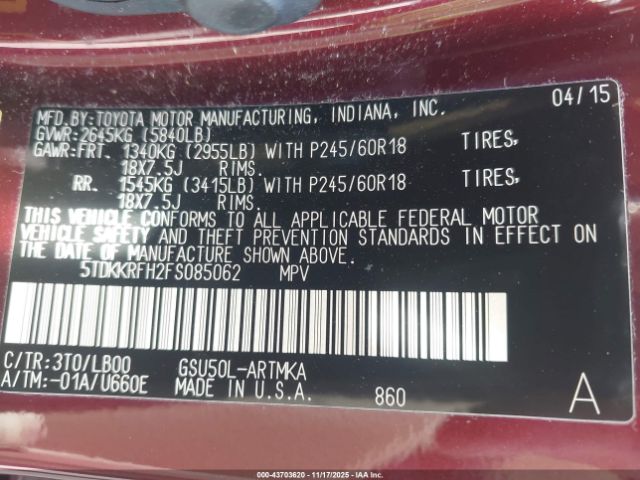 MFD.BY:TOYOTA MOTOR MANUFACTURING, INDIANA, INC. 04/15
GVWR:2645KG (5840LB)
GAWR:FRT. 1340KG (2955LB) WITH P245/60R18 TIRES,
18X7.5J RIMS.
RR. 1545KG (3415LB) WITH P245/60R18 TIRES,
18X7.5J RIMS.
THIS VEHICLE CONFORMS TO ALL APPLICABLE FEDERAL MOTOR
VEHICLE SAFETY AND THEFT PREVENTION STANDARDS IN EFFECT ON
THE DATE OF MANUFACTURE SHOWN ABOVE.
5TDKKRFH2FS085062 MPV
C/TR:3T0/LB00 GSU50L-ARTMKA
A/TM:-01A/U660E MADE IN U.S.A. 860 A
000-43703620 | 11/17/2025 | IAAI.COM